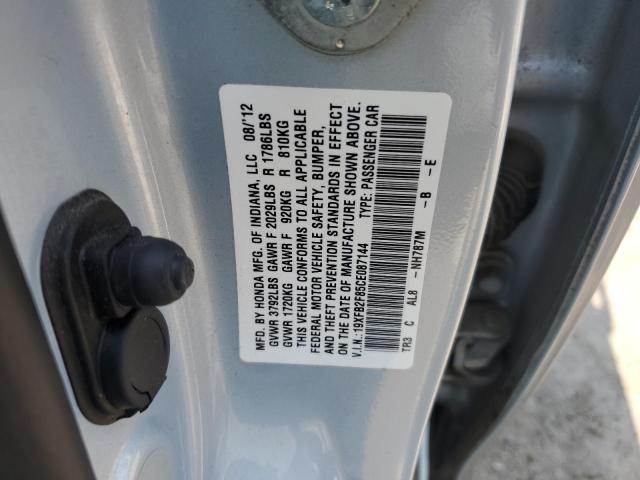 MFD. BY HONDA MFG. OF INDIANA, LLC 08/'12
GVWR 3792LBS GAWR F 2029LBS R 1786LBS
GVWR 1720KG GAWR F 920KG R 810KG
THIS VEHICLE CONFORMS TO ALL APPLICABLE
FEDERAL MOTOR VEHICLE SAFETY, BUMPER,
AND THEFT PREVENTION STANDARDS IN EFFECT
ON THE DATE OF MANUFACTURE SHOWN ABOVE.
V.I.N.:19XFB2F85CE087144 TYPE: PASSENGER CAR
TR3 C AL8 -NH787M -B -E